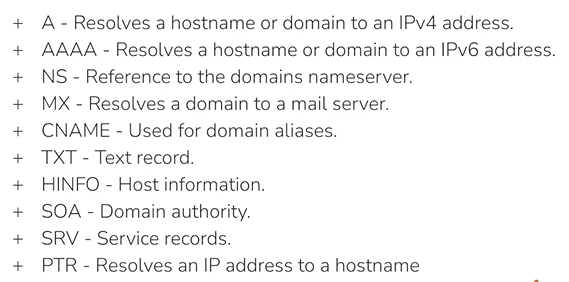 + A - Resolves a hostname or domain to an IPv4 address.
+ AAAA - Resolves a hostname or domain to an IPv6 address.
+ NS - Reference to the domains nameserver.
+ MX - Resolves a domain to a mail server.
+ CNAME - Used for domain aliases.
+ TXT - Text record.
+ HINFO - Host information.
+ SOA - Domain authority.
+ SRV - Service records.
+ PTR - Resolves an IP address to a hostname